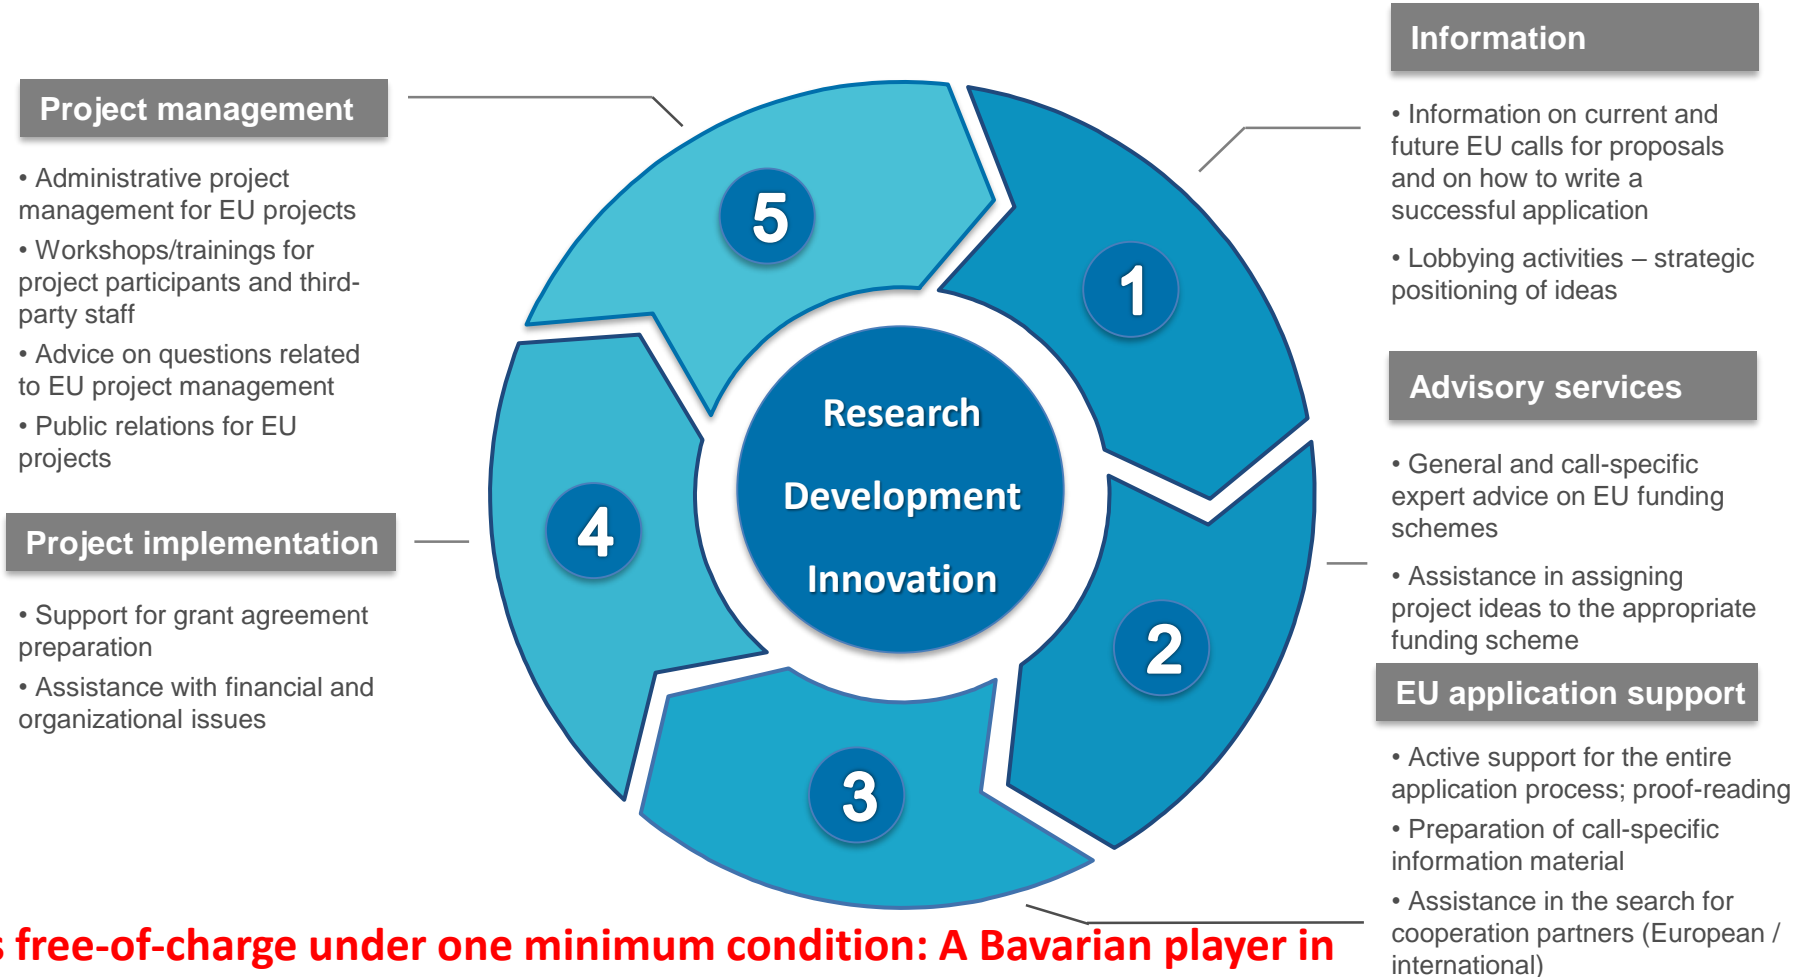 Project management
• Administrative project
management for EU projects
• Workshops/trainings for
project participants and third-
party staff
• Advice on questions related
to EU project management
• Public relations for EU
projects
Project implementation
• Support for grant agreement
preparation
• Assistance with financial and
organizational issues
5
1
4
2
3
Research
Development
Innovation
Information
• Information on current and
future EU calls for proposals
and on how to write a
successful application
• Lobbying activities – strategic
positioning of ideas
Advisory services
• General and call-specific
expert advice on EU funding
schemes
• Assistance in assigning
project ideas to the appropriate
funding scheme
EU application support
• Active support for the entire
application process; proof-reading
• Preparation of call-specific
information material
• Assistance in the search for
cooperation partners (European /
international)
free-of-charge under one minimum condition: A Bavarian player in